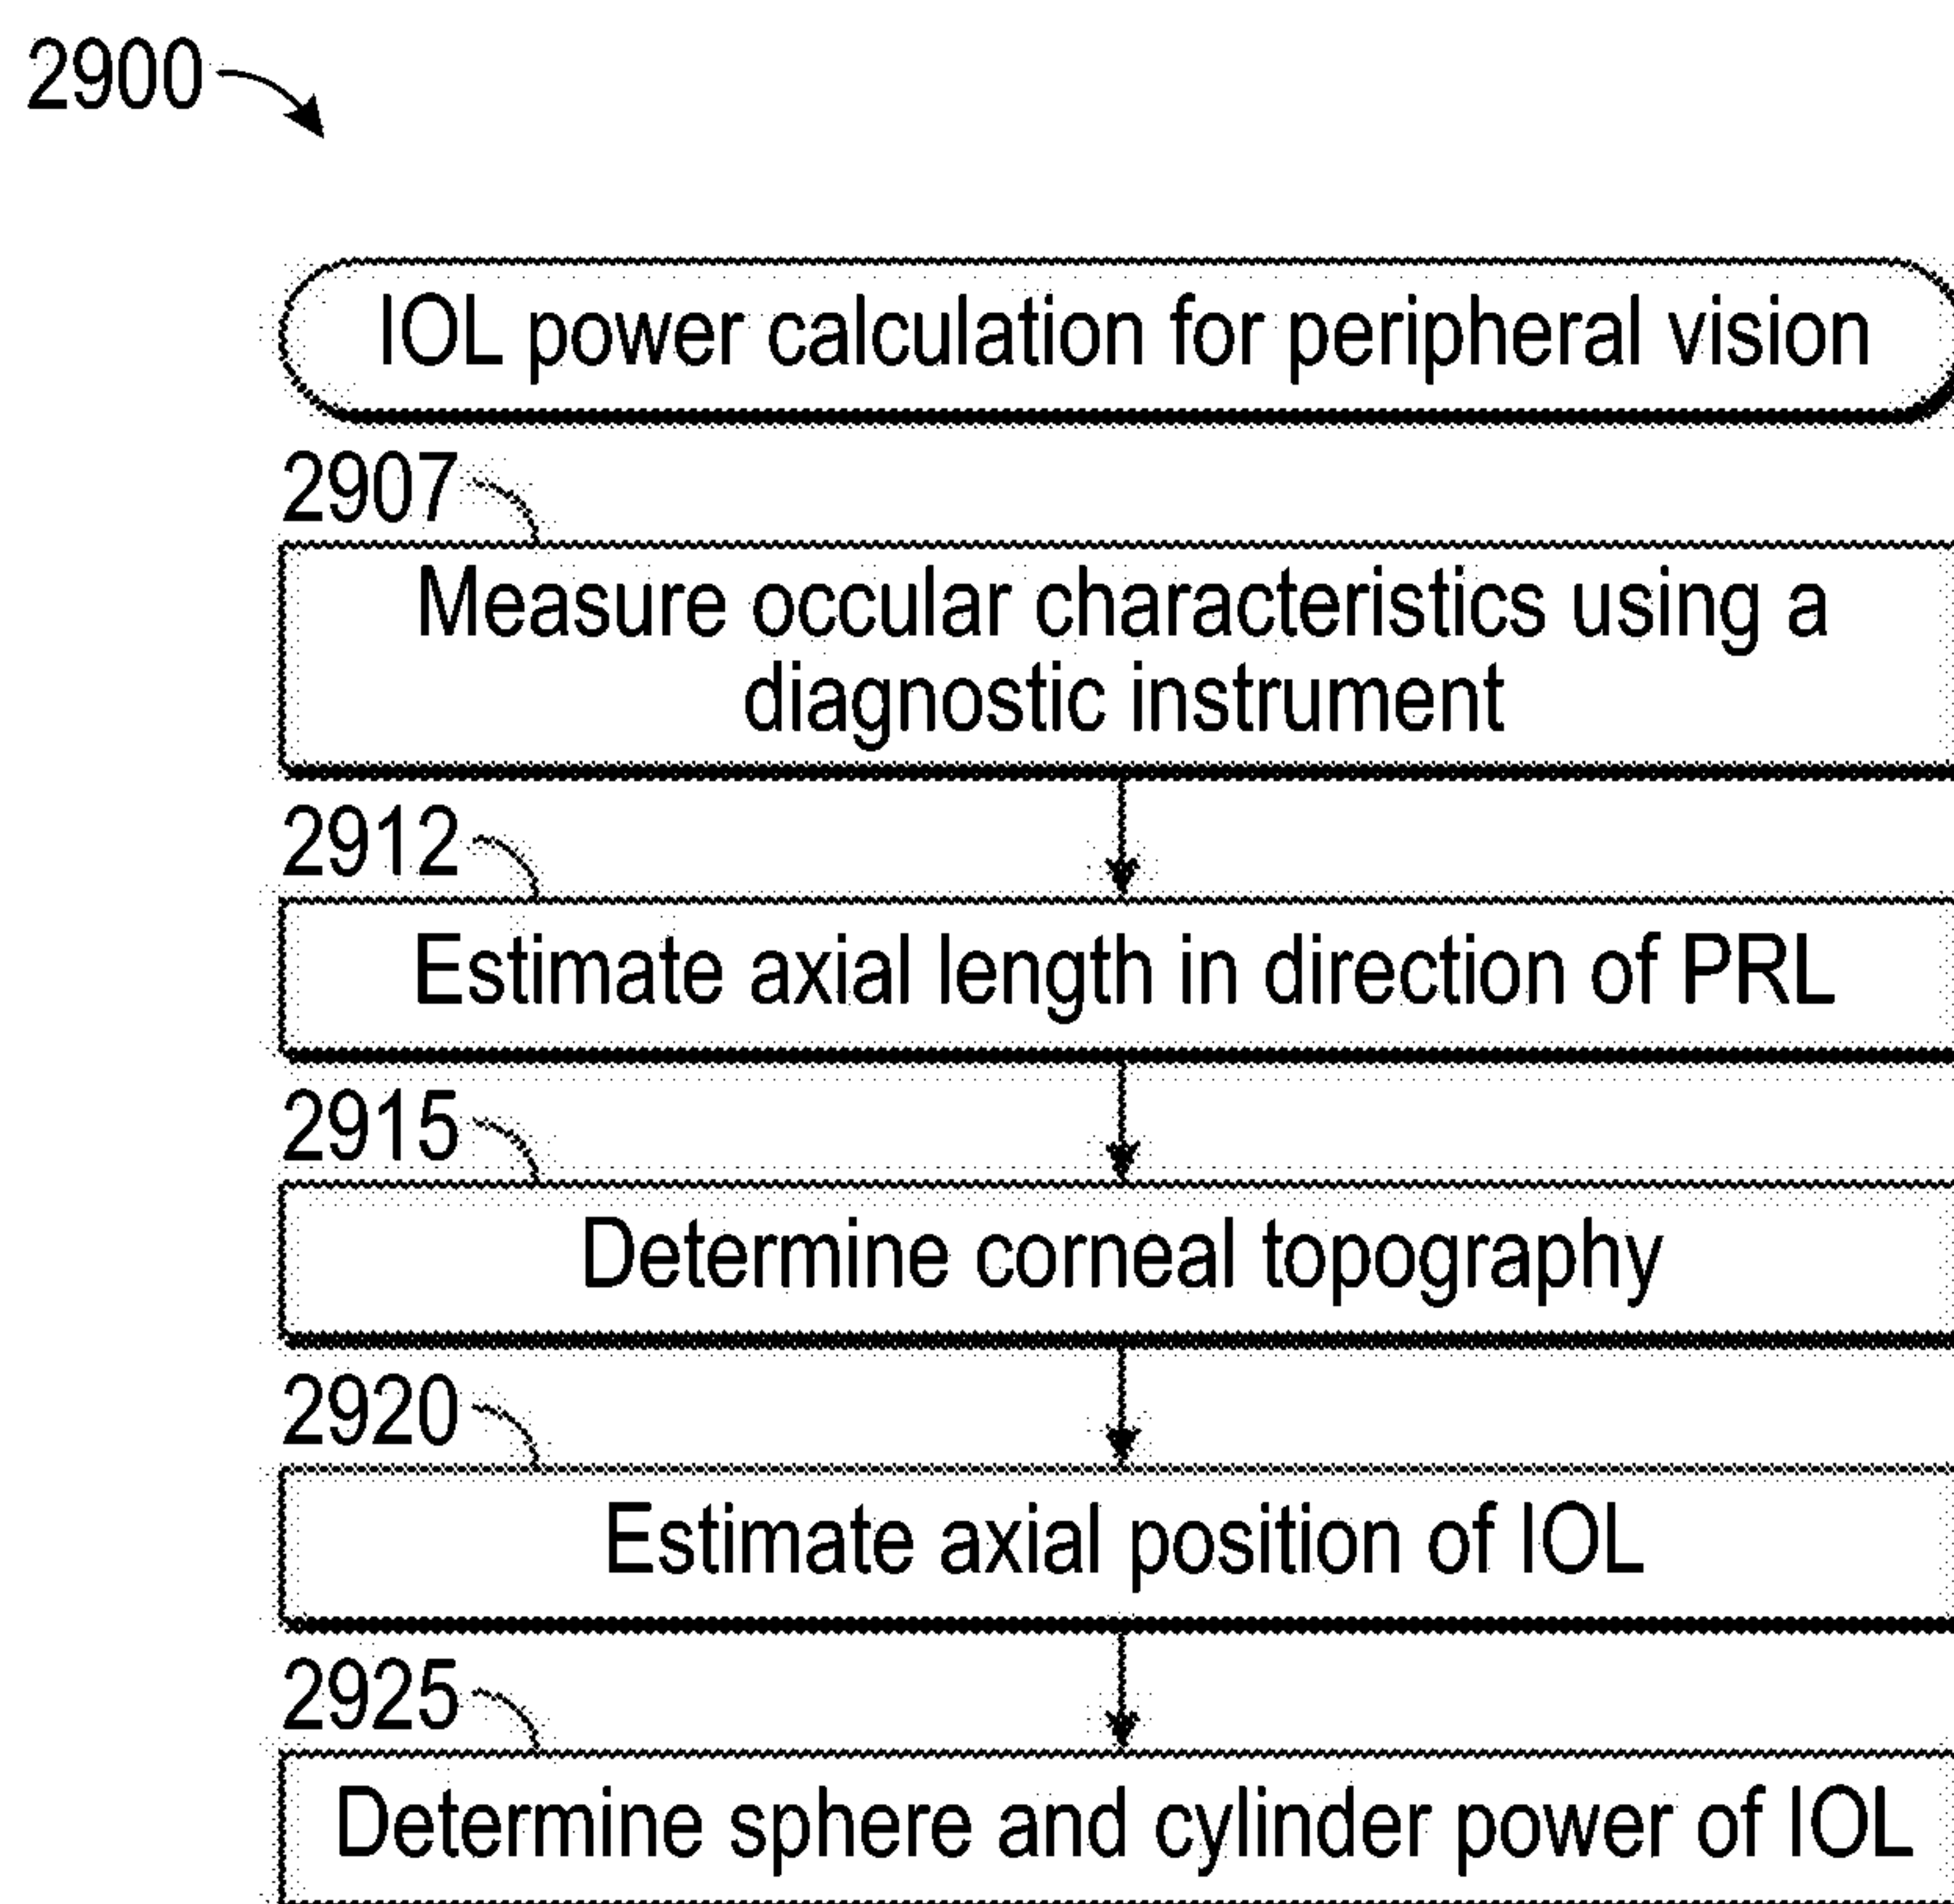 2900
IOL power calculation for peripheral vision
2907
Measure occular characteristics using a
diagnostic instrument
2912
Estimate axial length in direction of PRL
2915
Determine corneal topography
2920
Estimate axial position of IOL
2925
Determine sphere and cylinder power of IOL